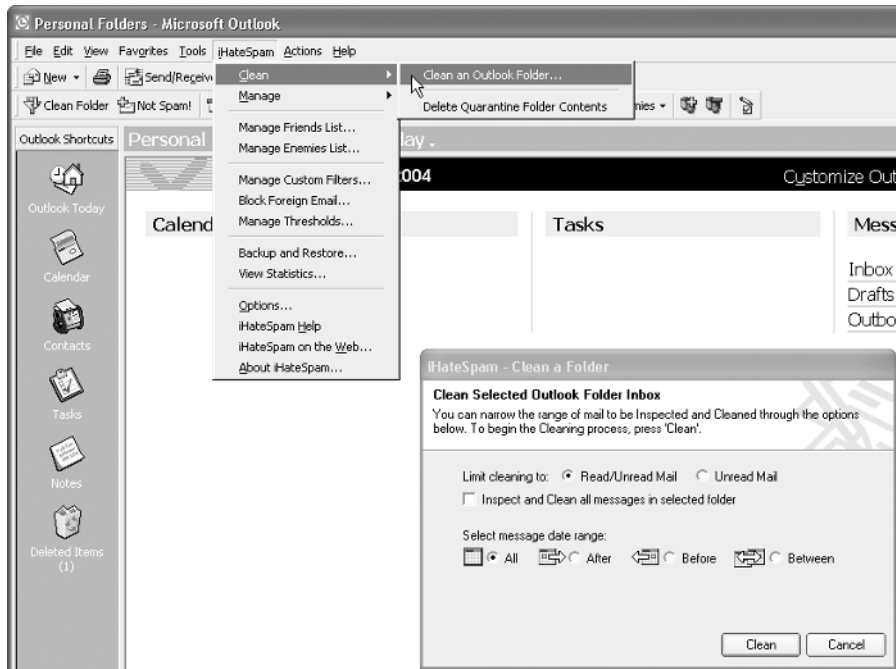 Personal Folders - Microsoft Outlook
File Edit View Favorites Tools iHateSpam Actions Help
New Send/Receiv
Clean Folder Not Spam! mies
Clean
Manage
Manage Friends List...
Manage Enemies List...
Manage Custom Filters...
Block Foreign Email...
Manage Thresholds...
Backup and Restore...
View Statistics...
Options...
iHateSpam Help
iHateSpam on the Web...
About iHateSpam...
Clean an Outlook Folder...
Delete Quarantine Folder Contents
Outlook Shortcuts
Outlook Today
Calendar
Contacts
Tasks
Notes
Deleted Items
(1)
Personal day
2004 Customize Out
Calend Tasks Mess
Inbox
Drafts
Outbo
iHateSpam - Clean a Folder
Clean Selected Outlook Folder Inbox
You can narrow the range of mail to be Inspected and Cleaned through the options
below. To begin the Cleaning process, press 'Clean'.
Limit cleaning to: Read/Unread Mail Unread Mail
Inspect and Clean all messages in selected folder
Select message date range:
All After Before Between
Clean Cancel